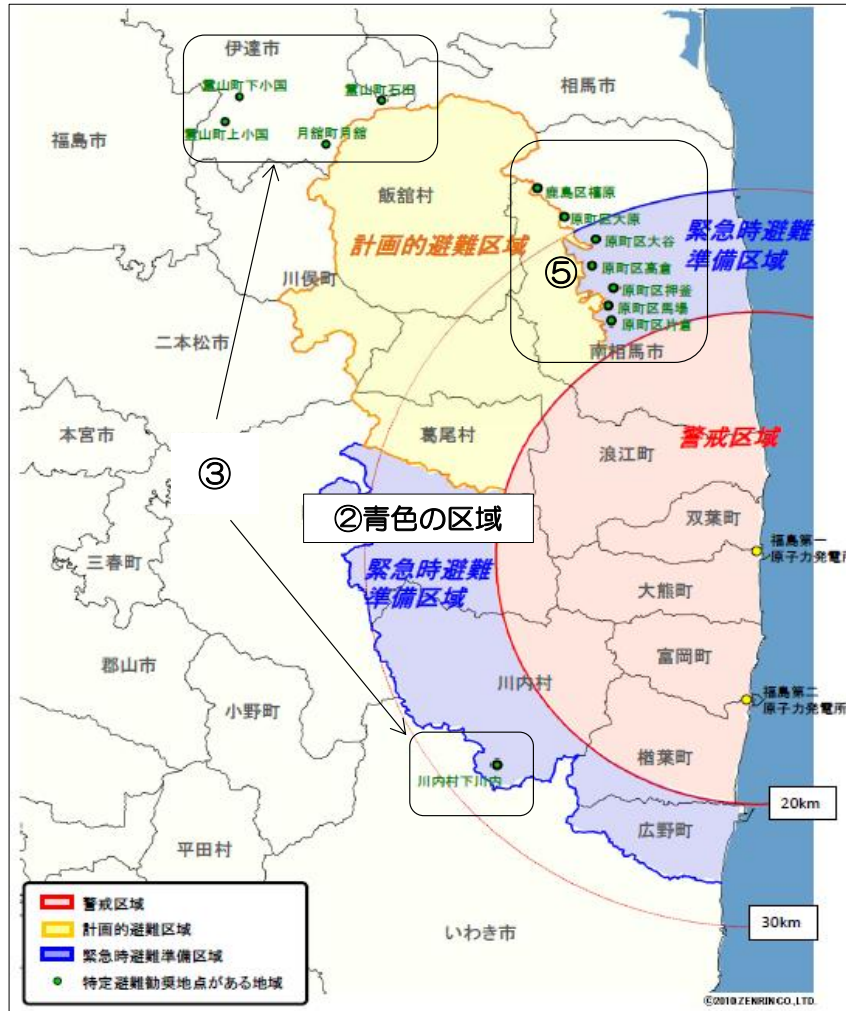 伊達市
霊山町下小国
霊山町石田
相馬市
福島市
霊山町上小国
月舘町月舘
飯舘村
鹿島区橲原
原町区大原
緊急時避難
準備区域
原町区大谷
計画的避難区域
⑤
原町区高倉
川俣町
原町区押釜
原町区馬場
原町区片倉
二本松市
南相馬市
本宮市
葛尾村
警戒区域
浪江町
③
②青色の区域
双葉町
福島第一
原子力発電所
三春町
緊急時避難
準備区域
大熊町
郡山市
富岡町
川内村
福島第二
原子力発電所
小野町
楢葉町
川内村下川内
20km
広野町
平田村
警戒区域
計画的避難区域
緊急時避難準備区域
特定避難勧奨地点がある地域
いわき市
30km
©2010 ZENRIN CO., LTD.